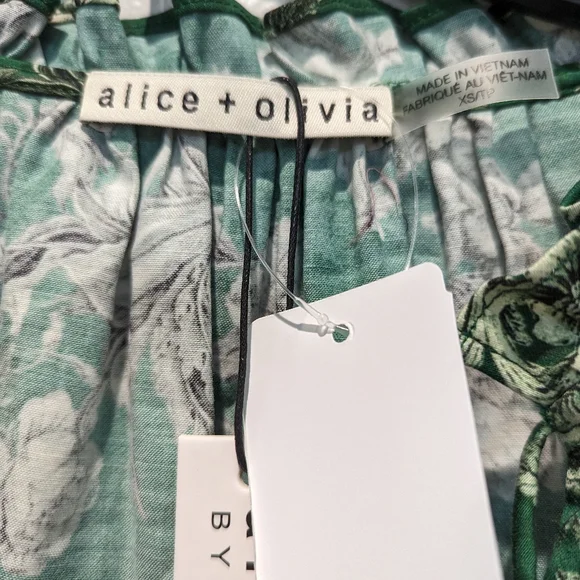 alice + olivia
MADE IN VIETNAM
FABRIQUÉ AU VIÊT-NAM
XS/TP
BY